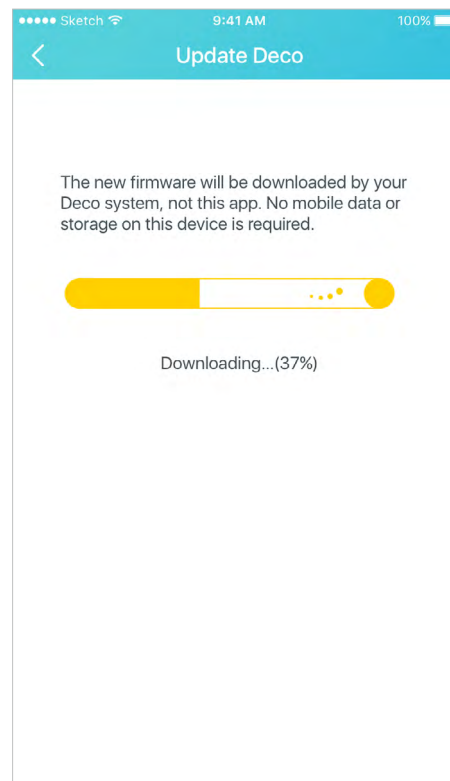 Sketch 9:41 AM 100%
Update Deco
The new firmware will be downloaded by your
Deco system, not this app. No mobile data or
storage on this device is required.
Downloading...(37%)